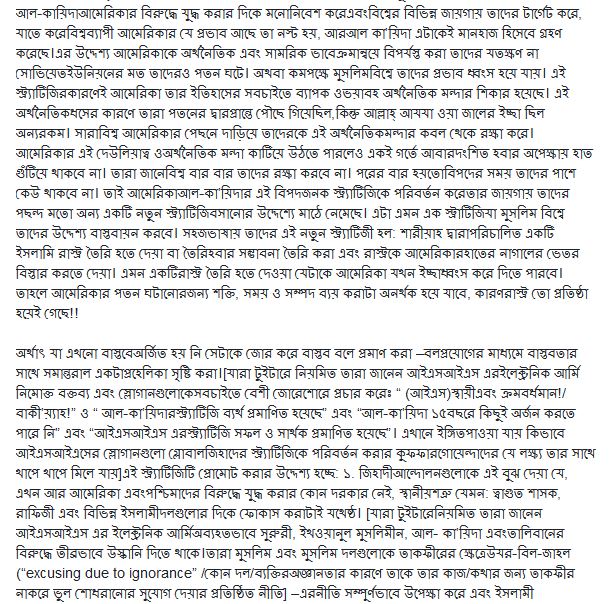 আল-কায়িদাআমেরিকার বিরুদ্ধে যুদ্ধ করার দিকে মনোনিবেশ করেএবংবিশ্বের বিভিন্ন জায়গায় তাদের টার্গেট করে,
যাতে করেবিশ্বব্যাপী আমেরিকার যে প্রভাব আছে তা নস্ট হয়, আরআল কা'য়িদা এটাকেই মানহাজ হিসেবে গ্রহণ
করেছে।এর উদ্দেশ্য আমেরিকাকে অর্থনৈতিক এবং সামরিক ভাবেক্রমান্বয়ে বিপর্যস্ত করা তাদের যতক্ষণ না
সোভিয়েতইউনিয়নের মত তাদেরও পতন ঘটে। অথবা কমপক্ষে মুসলিমবিশ্বে তাদের প্রভাব ধ্বংস হয়ে যায়। এই
স্ট্র্যাটিজিরকারণেই আমেরিকা তার ইতিহাসের সবচাইতে ব্যাপক ওভয়াবহ অর্থনৈতিক মন্দার শিকার হয়েছে। এই
অর্থনৈতিকধসের কারণে তারা পতনের দ্বারপ্রান্তে পৌছে গিয়েছিল,কিন্তু আল্লাহ্ আযযা ওয়া জালের ইচ্ছা ছিল
অন্যরকম। সারাবিশ্ব আমেরিকার পেছনে দাড়িয়ে তাদেরকে এই অর্থনৈতিকমন্দার কবল থেকে রক্ষা করে।
আমেরিকার এই দেউলিয়াত্ব ওঅর্থনৈতিক মন্দা কাটিয়ে উঠতে পারলেও একই গর্তে আবারদংশিত হবার অপেক্ষায় হাত
গুঁটিয়ে থাকবে না। তারা জানেবিশ্ব বার বার তাদের রক্ষা করবে না। পরের বার হয়তোবিপদের সময় তাদের পাশে
কেউ থাকবে না। তাই আমেরিকাআল-কা'য়িদার এই বিপদজনক স্ট্র্যাটিজিকে পরিবর্তন করেতার জায়গায় তাদের
পছন্দ মতো অন্য একটি নতুন স্ট্র্যাটিজিবসানোর উদ্দেশ্যে মাঠে নেমেছে। এটা এমন এক স্ট্যাটিজিযা মুসলিম বিশ্বে
তাদের উদ্দেশ্য বাস্তবায়ন করবে। সহজভাষায় তাদের এই নতুন স্ট্র্যাটিজী হল: শারীয়াহ দ্বারাপরিচালিত একটি
ইসলামি রাস্ট্র তৈরি হতে দেয়া বা তৈরিহবার সম্ভাবনা তৈরি করা এবং রাস্ট্রকে আমেরিকারহাতের নাগালের ভেতর
বিস্তার করতে দেয়া। এমন একটিরাস্ট্র তৈরি হতে দেওয়া যেটাকে আমেরিকা যখন ইচ্ছাধ্বংস করে দিতে পারবে।
তাহলে আমেরিকার পতন ঘটানোরজন্য শক্তি, সময় ও সম্পদ ব্যয় করাটা অনর্থক হয়ে যাবে, কারণরাস্ট্র তো প্রতিষ্ঠা
হয়েই গেছে!!
অর্থাৎ যা এখনো বাস্তবেঅর্জিত হয় নি সেটাকে জোর করে বাস্তব বলে প্রমাণ করা –বলপ্রয়োগের মাধ্যমে বাস্তবতার
সাথে সমান্তরাল একটাপ্রহেলিকা সৃষ্টি করা।[যারা টুইটারে নিয়মিত তারা জানেন আইএসআইএস এরইলেক্ট্রনিক আর্মি
নিমোক্ত বক্তব্য এবং স্লোগানগুলোকেসবচাইতে বেশী জোরেশোরে প্রচার করেঃ “ (আইএস)স্থায়ীএবং ক্রমবর্ধমান!/
বাকী'য়্যাহ!” ও “ আল-কা'য়িদারস্ট্র্যাটিজি ব্যর্থ প্রমাণিত হয়েছে” এবং “আল-কা'য়িদা ১৫বছরে কিছুই অর্জন করতে
পারে নি” এবং “আইএসআইএস এরস্ট্র্যাটিজি সফল ও সার্থক প্রমাণিত হয়েছে”। এখানে ইঙ্গিতপাওয়া যায় কিভাবে
আইএসআইএসের স্লোগানগুলো গ্লোবালজিহাদের স্ট্র্যাটিজিকে পরিবর্তন করার কুফফারগোয়েন্দাদের যে লক্ষ্য তার সাথে
থাপে থাপে মিলে যায়]এই স্ট্র্যাটিজিটি প্রোমোট করার উদ্দেশ্য হচ্ছে: ১. জিহাদীআন্দোলনগুলোকে এই বুঝ দেয়া যে,
এখন আর আমেরিকা এবংপশ্চিমাদের বিরুদ্ধে যুদ্ধ করার কোন দরকার নেই, স্থানীয়শত্রু যেমন: ত্বাগুত শাসক,
রাফিজী এবং বিভিন্ন ইসলামীদলগুলোর দিকে ফোকাস করাটাই যথেষ্ঠ। [যারা টুইটারেনিয়মিত তারা জানেন
আইএসআইএস এর ইলেক্ট্রনিক আর্মিঅব্যহতভাবে সুরুরী, ইখওয়ানুল মুসলিমীন, আল- কা'য়িদা এবংতালিবানের
বিরুদ্ধে তীব্রভাবে উস্কানি দিতে থাকে।তারা মুসলিম এবং মুসলিম দলগুলোকে তাকফীরের ক্ষেত্রেউযর-বিল-জাহল
(“excusing due to ignorance” /কোন দল/ব্যক্তিরঅজ্ঞানতার কারণে তাকে তার কাজ/কথার জন্য তাকফীর
নাকরে ভুল শোধরানোর সুযোগ দেয়ার প্রতিষ্ঠিত নীতি] –এরনীতি সম্পূর্ণভাবে উপেক্ষা করে এবং ইসলামী